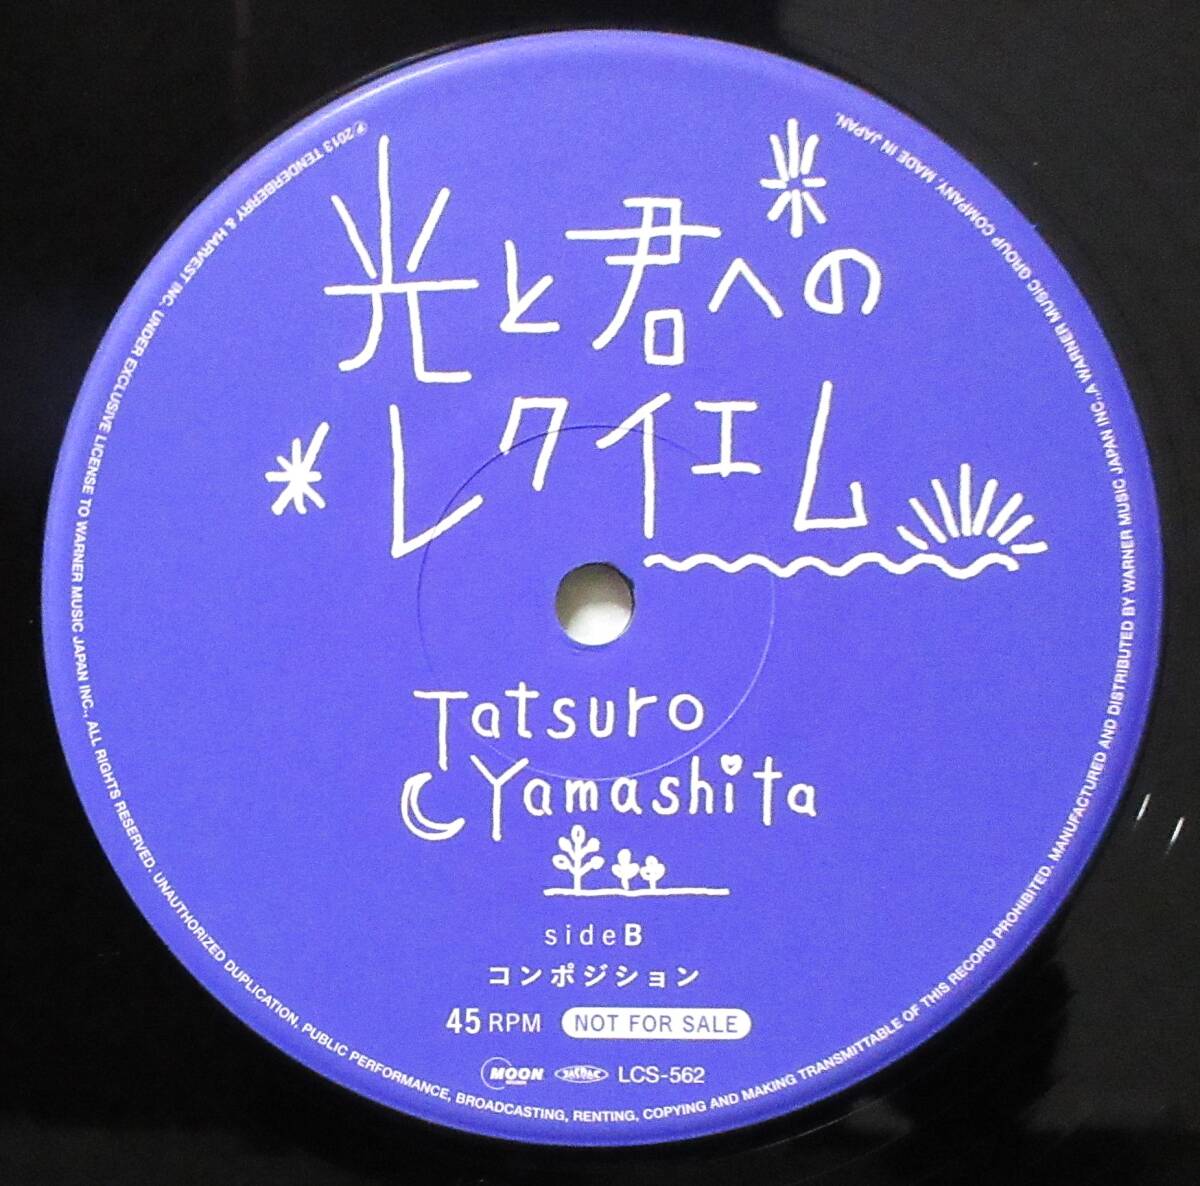 光と君への
レクイエム
Tatsuro
Yamashita
sideB
コンポジション
45 RPM NOT FOR SALE
MOON JASRAC LCS-562
℗2013 TENDERBERRY & HARVEST INC. UNDER EXCLUSIVE LICENSE TO WARNER MUSIC JAPAN INC., ALL RIGHTS RESERVED. UNAUTHORIZED DUPLICATION, PUBLIC PERFORMANCE, BROADCASTING, RENTING, COPYING AND MAKING TRANSMITTABLE OF THIS RECORD PROHIBITED. MANUFACTURED AND DISTRIBUTED BY WARNER MUSIC JAPAN INC., A WARNER MUSIC GROUP COMPANY, MADE IN JAPAN.